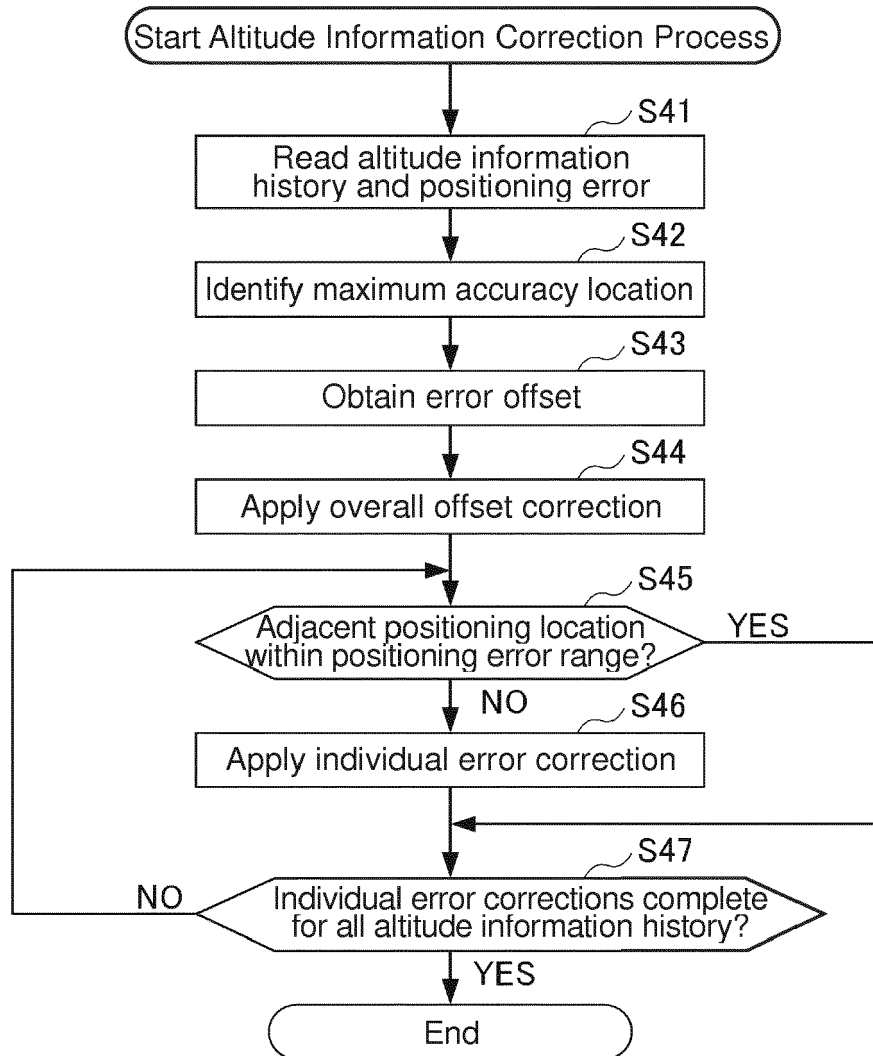 Start Altitude Information Correction Process
S41
Read altitude information
history and positioning error
S42
Identify maximum accuracy location
S43
Obtain error offset
S44
Apply overall offset correction
S45
Adjacent positioning location
within positioning error range?
YES
NO
S46
Apply individual error correction
S47
NO
Individual error corrections complete
for all altitude information history?
YES
End